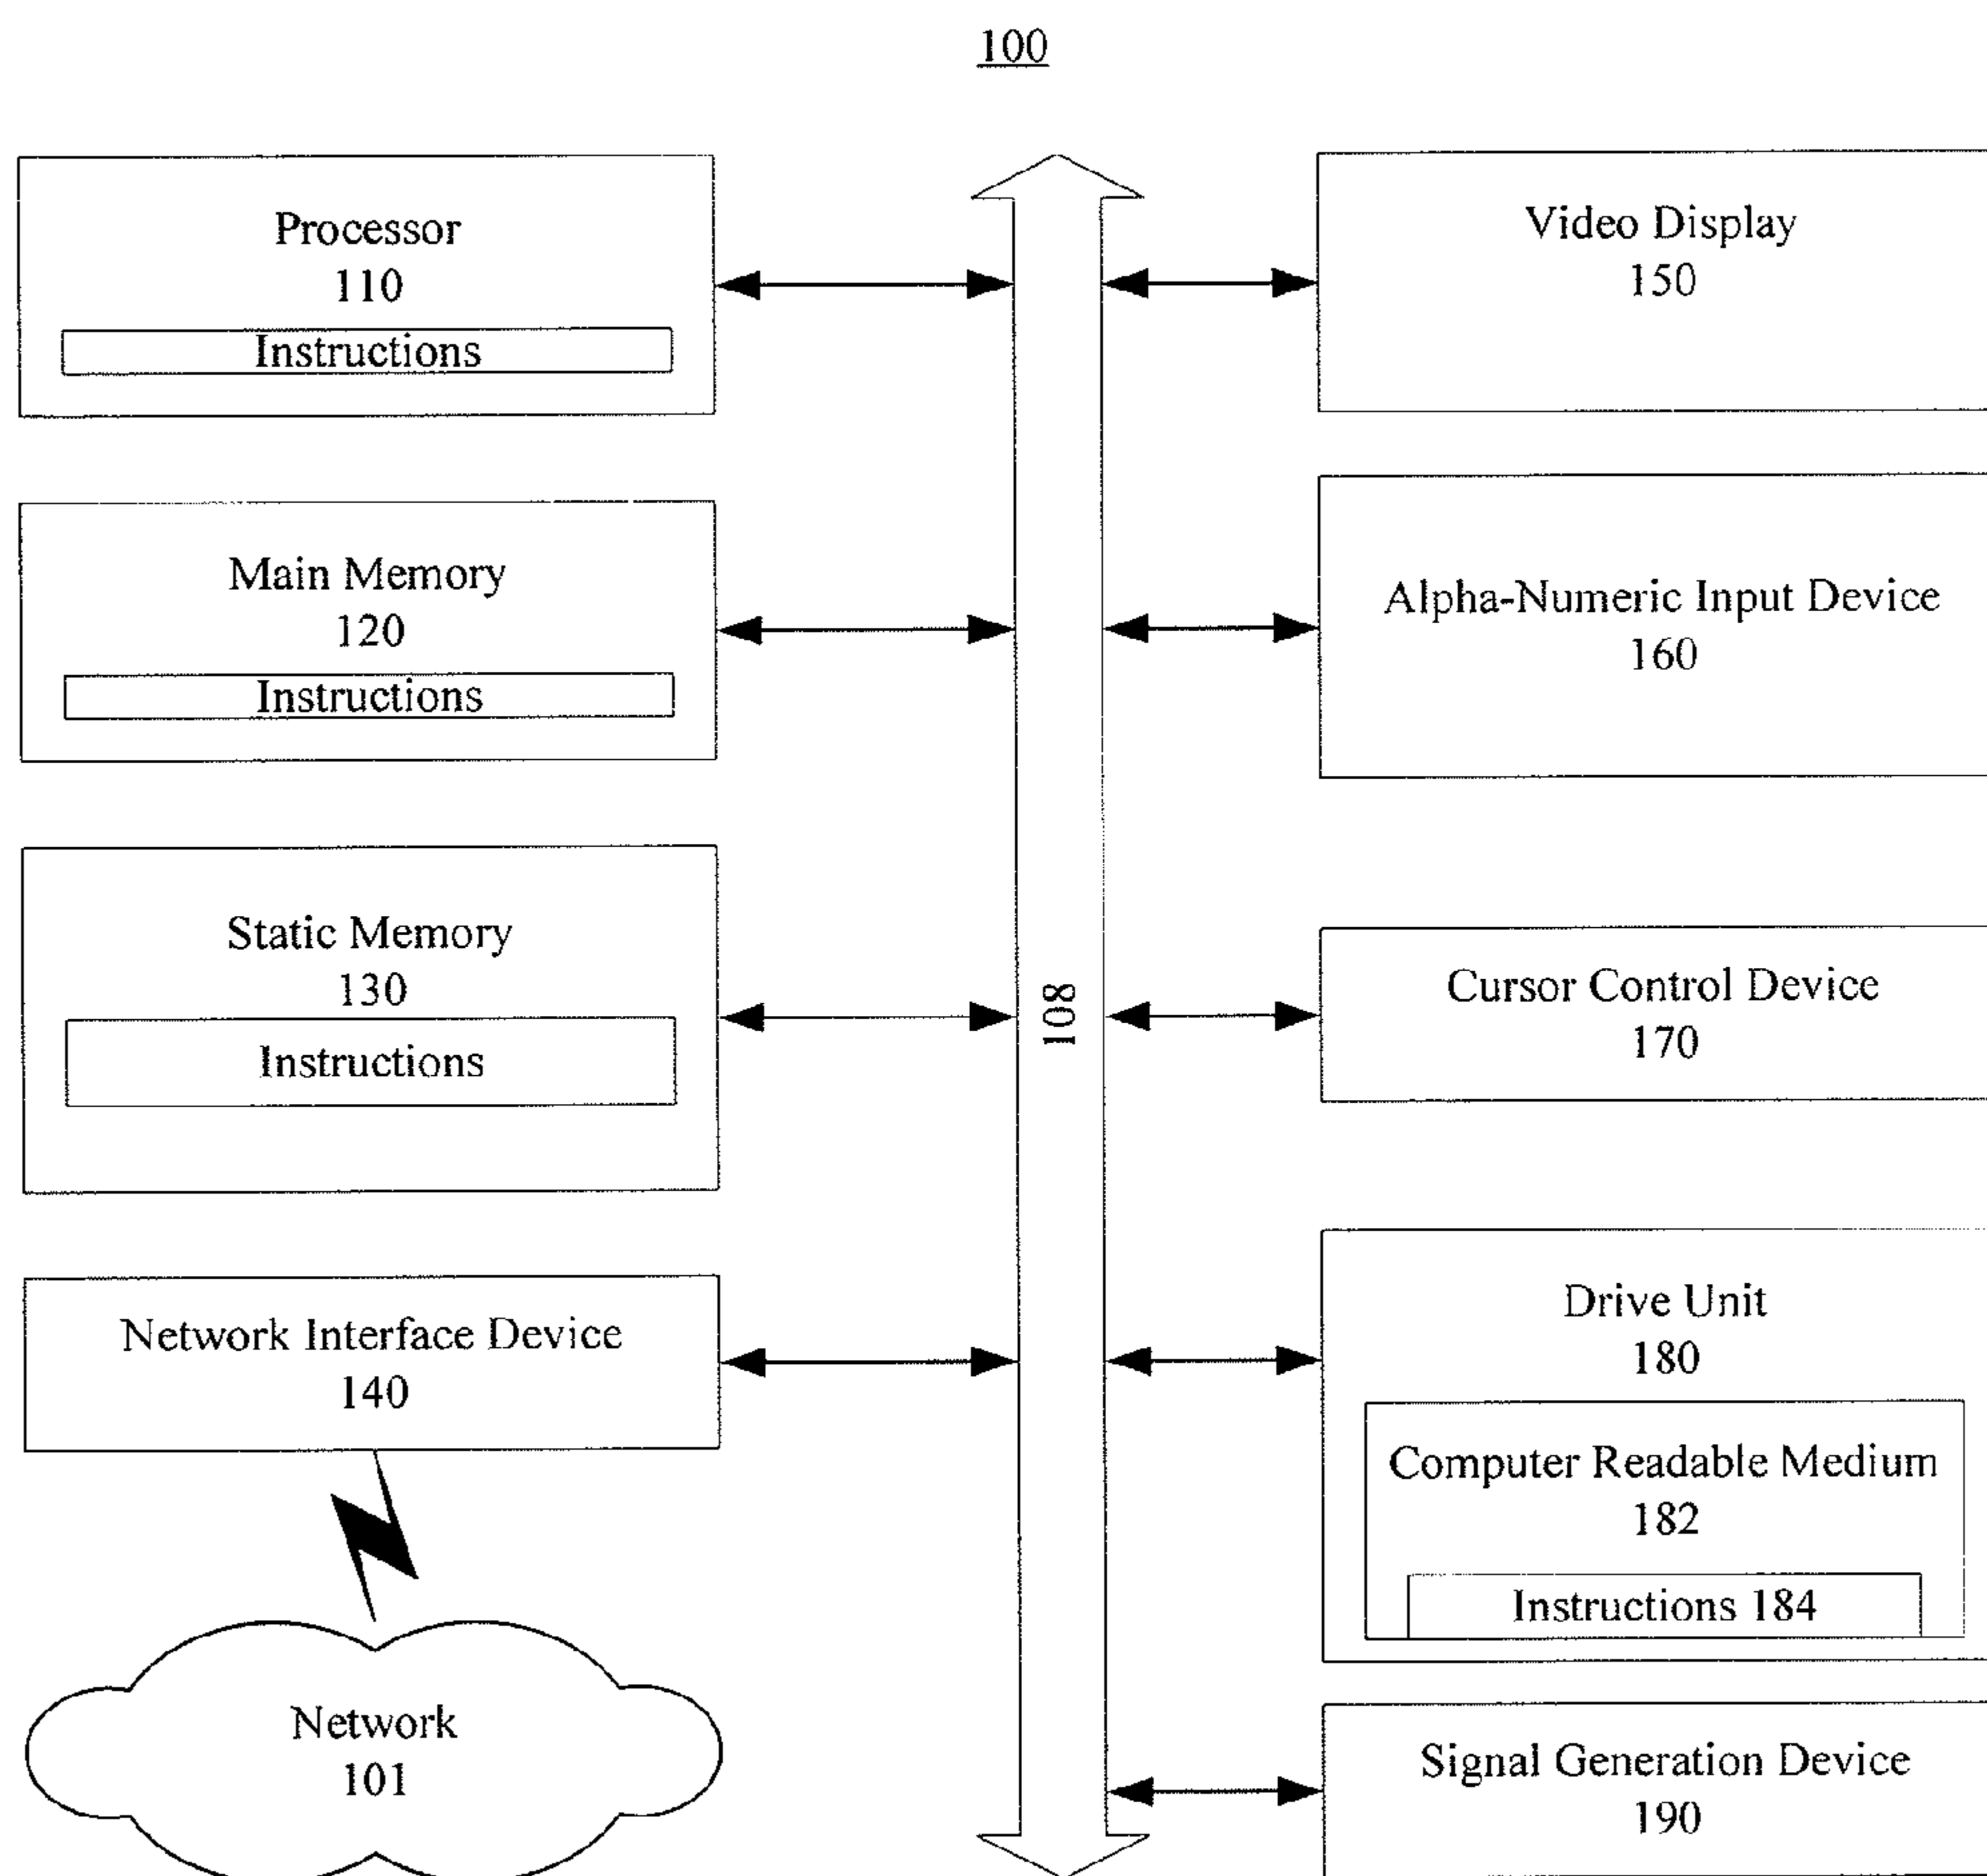 100
Processor
110
Instructions
Main Memory
120
Instructions
Static Memory
130
Instructions
Network Interface Device
140
Network
101
108
Video Display
150
Alpha-Numeric Input Device
160
Cursor Control Device
170
Drive Unit
180
Computer Readable Medium
182
Instructions 184
Signal Generation Device
190